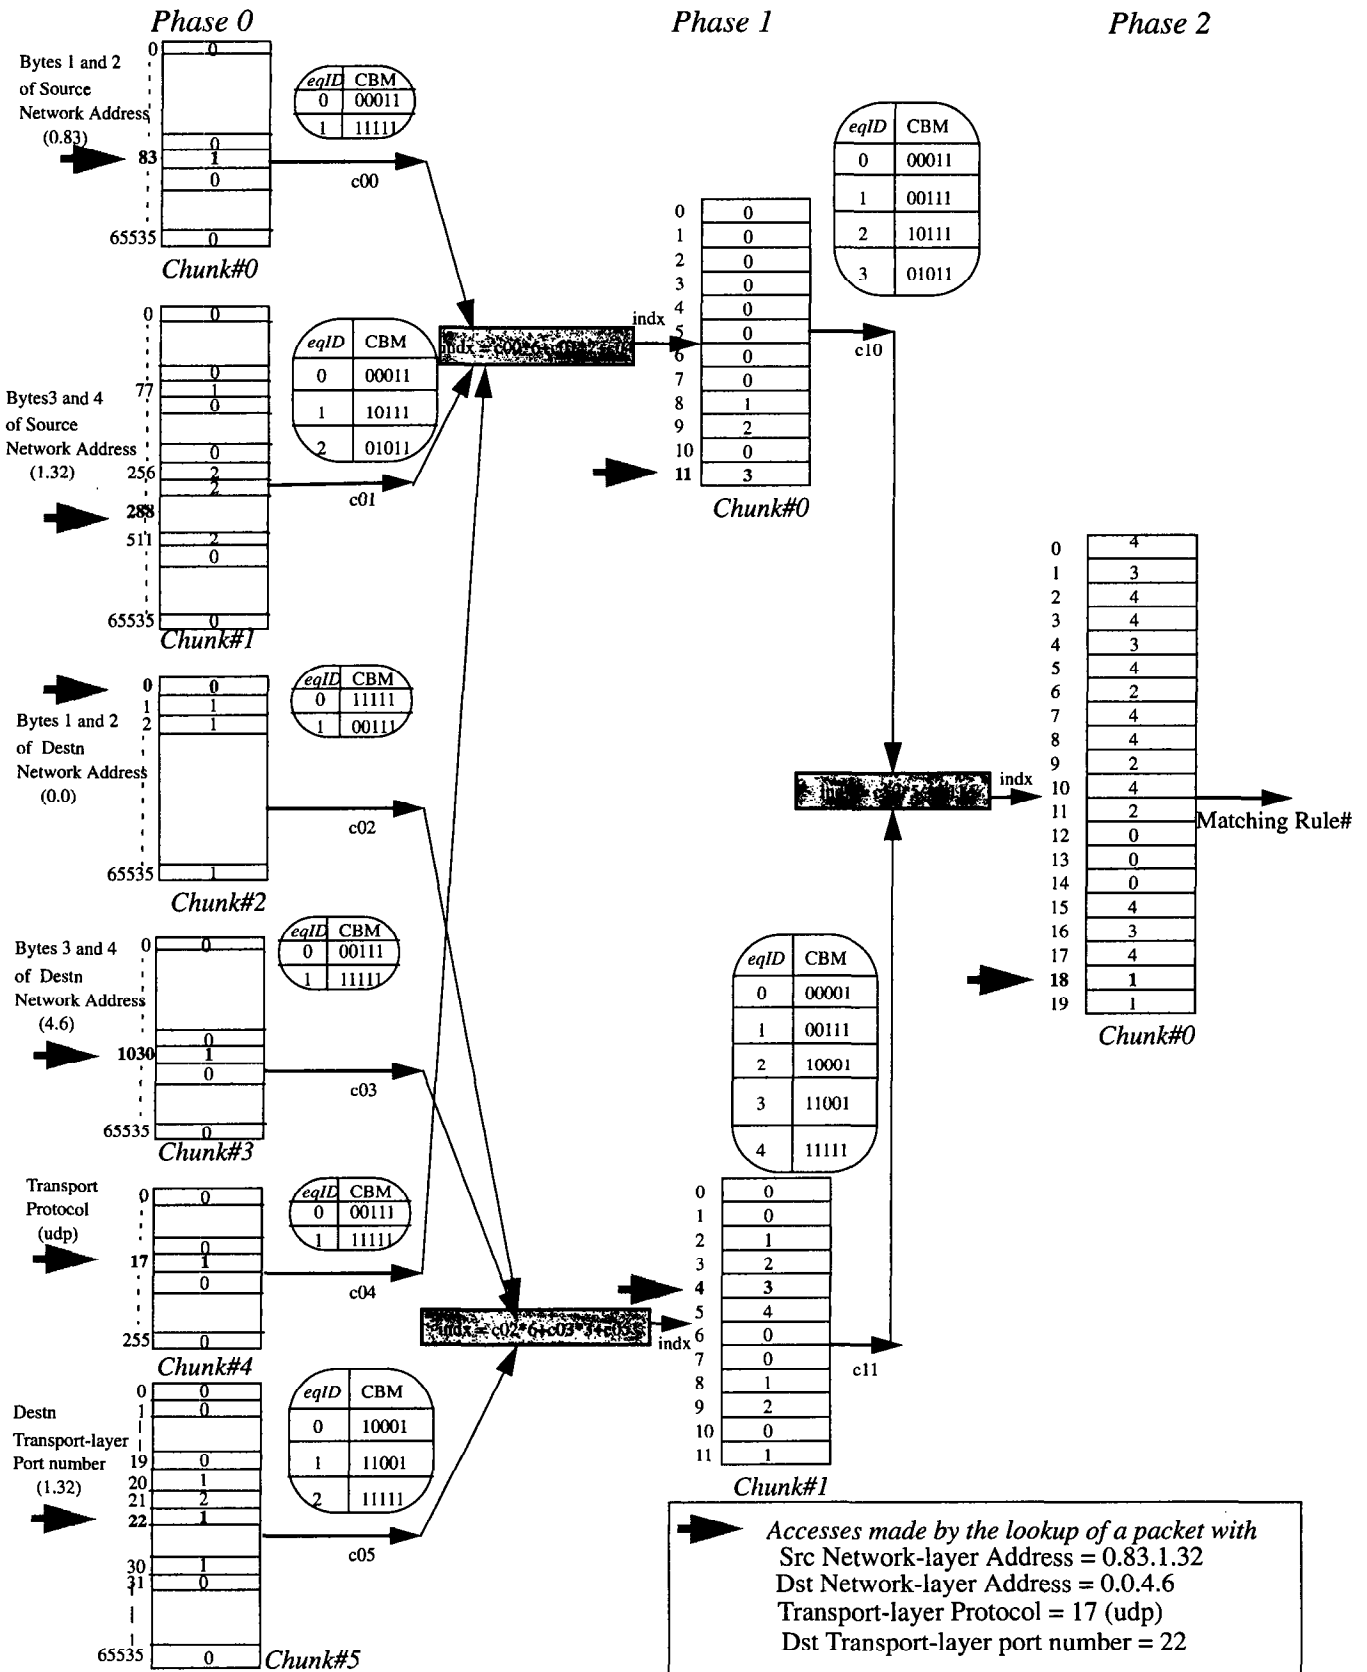 Phase 0
Phase 1
Phase 2
Bytes 1 and 2
of Source
Network Address
(0.83)
0 0
0
83 1
0
65535 0
Chunk#0
eqID CBM
0 00011
1 11111
c00
Bytes3 and 4
of Source
Network Address
(1.32)
0 0
0
77 1
0
0
256 2
2
288
511 2
0
65535 0
Chunk#1
eqID CBM
0 00011
1 10111
2 01011
c01
Bytes 1 and 2
of Destn
Network Address
(0.0)
0 0
1 1
2 1
65535 1
Chunk#2
eqID CBM
0 11111
1 00111
c02
Bytes 3 and 4
of Destn
Network Address
(4.6)
0 0
0
1030 1
0
65535 0
Chunk#3
eqID CBM
0 00111
1 11111
c03
Transport
Protocol
(udp)
0 0
0
17 1
0
255 0
Chunk#4
eqID CBM
0 00111
1 11111
c04
Destn
Transport-layer
Port number
(1.32)
0 0
1 0
19 0
20 1
21 2
22 1
30 1
31 0
65535 0
Chunk#5
eqID CBM
0 10001
1 11001
2 11111
c05
indx
0 0
1 0
2 0
3 0
4 0
5 0
6 0
7 0
8 1
9 2
10 0
11 3
Chunk#0
eqID CBM
0 00011
1 00111
2 10111
3 01011
c10
indx = c02*6+c03*3+c05
indx
0 0
1 0
2 1
3 2
4 3
5 4
6 0
7 0
8 1
9 2
10 0
11 1
Chunk#1
eqID CBM
0 00001
1 00111
2 10001
3 11001
4 11111
c11
indx
0 4
1 3
2 4
3 4
4 3
5 4
6 2
7 4
8 4
9 2
10 4
11 2
12 0
13 0
14 0
15 4
16 3
17 4
18 1
19 1
Chunk#0
Matching Rule#
Accesses made by the lookup of a packet with
Src Network-layer Address = 0.83.1.32
Dst Network-layer Address = 0.0.4.6
Transport-layer Protocol = 17 (udp)
Dst Transport-layer port number = 22